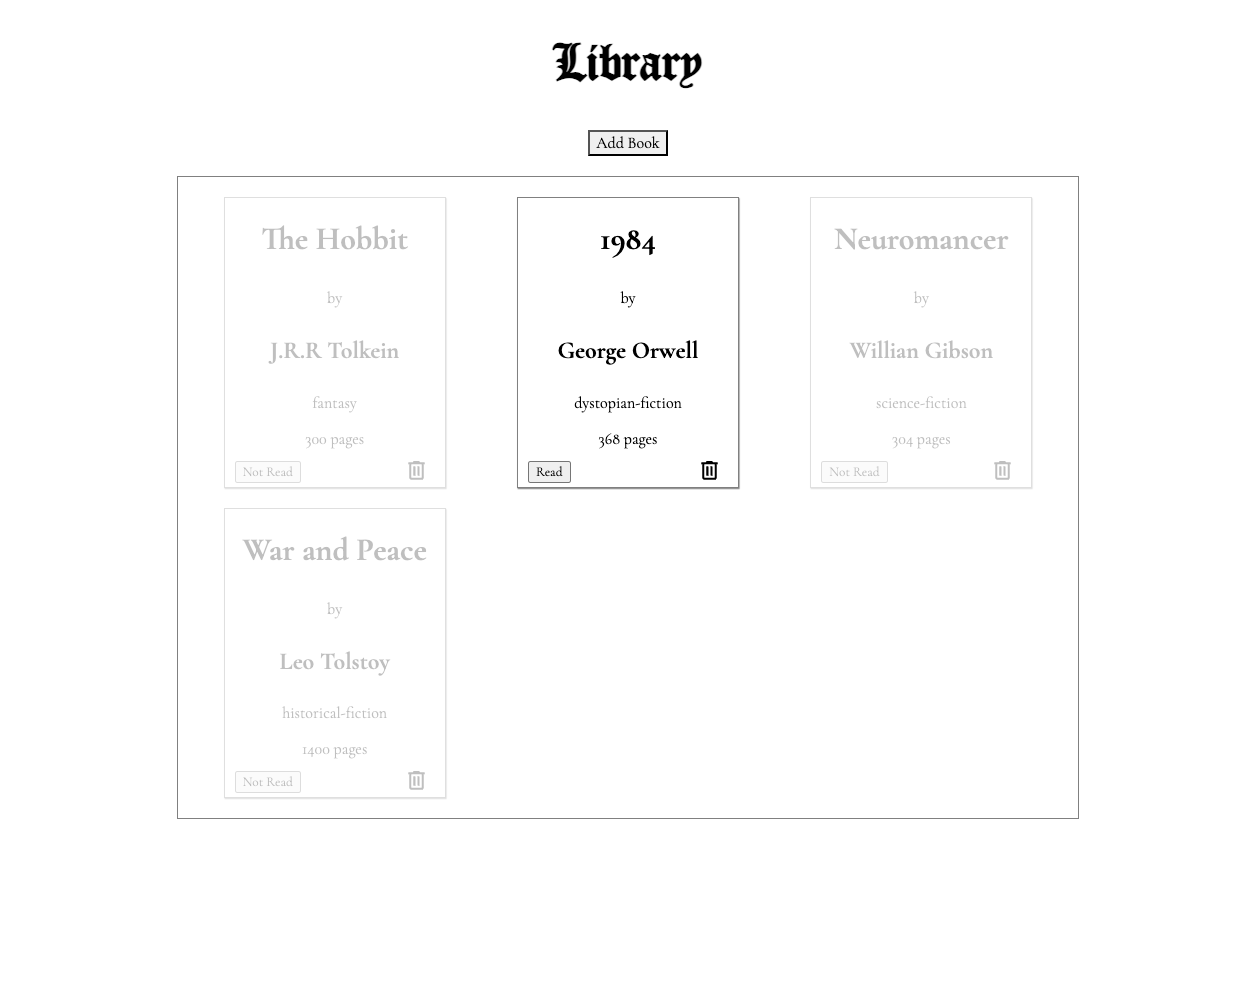 Library
Add Book
The Hobbit
by
J.R.R Tolkein
fantasy
300 pages
Not Read
1984
by
George Orwell
dystopian-fiction
368 pages
Read
Neuromancer
by
Willian Gibson
science-fiction
304 pages
Not Read
War and Peace
by
Leo Tolstoy
historical-fiction
1400 pages
Not Read